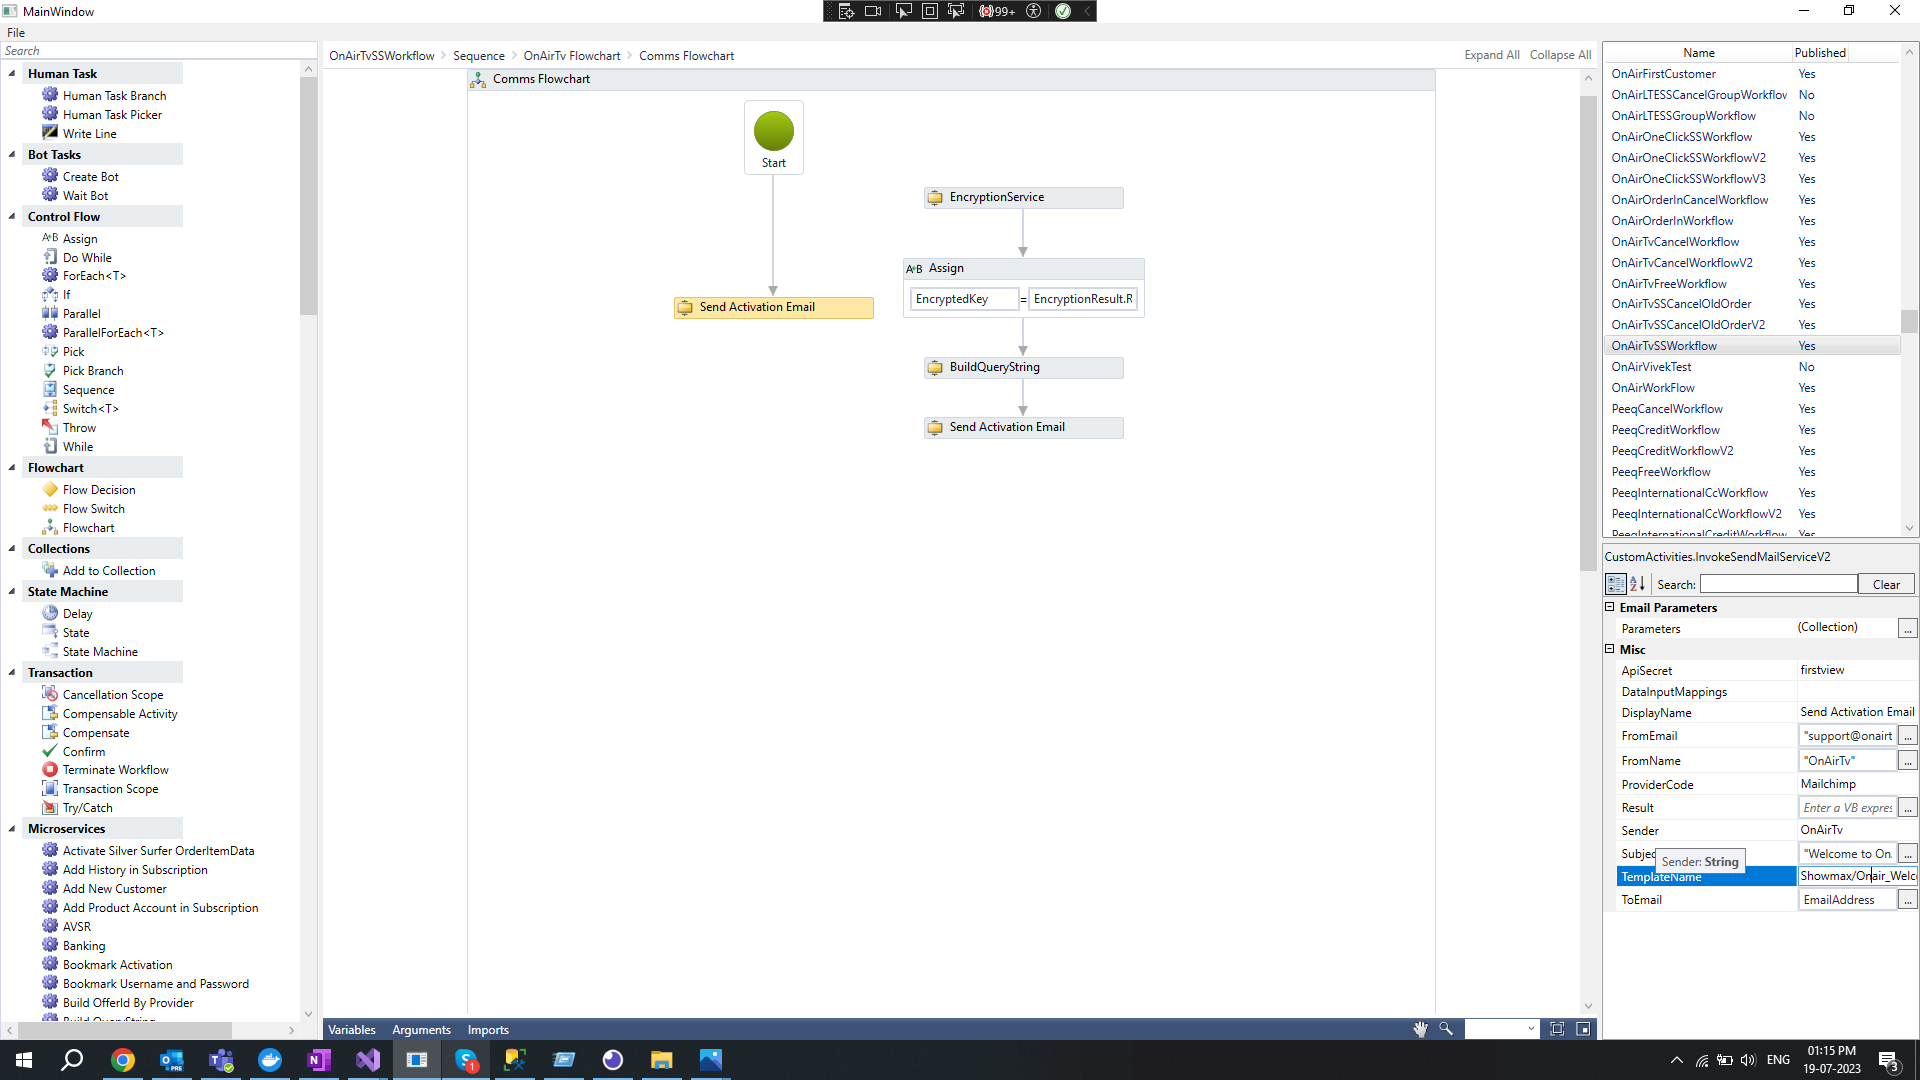 MainWindow
99+
File
Search
Human Task
Human Task Branch
Human Task Picker
Write Line
Bot Tasks
Create Bot
Wait Bot
Control Flow
A+B Assign
Do While
ForEach<T>
If
Parallel
ParallelForEach<T>
Pick
Pick Branch
Sequence
Switch<T>
Throw
While
Flowchart
Flow Decision
Flow Switch
Flowchart
Collections
Add to Collection
State Machine
Delay
State
State Machine
Transaction
Cancellation Scope
Compensable Activity
Compensate
Confirm
Terminate Workflow
Transaction Scope
Try/Catch
Microservices
Activate Silver Surfer OrderItemData
Add History in Subscription
Add New Customer
Add Product Account in Subscription
AVSR
Banking
Bookmark Activation
Bookmark Username and Password
Build OfferId By Provider
OnAirTvSSWorkflow > Sequence > OnAirTv Flowchart > Comms Flowchart
Expand All Collapse All
Comms Flowchart
Start
Send Activation Email
EncryptionService
A+B Assign
EncryptedKey = EncryptionResult.R
BuildQueryString
Send Activation Email
Variables Arguments Imports
Name Published
OnAirFirstCustomer Yes
OnAirLTESSCancelGroupWorkflow No
OnAirLTESSGroupWorkflow No
OnAirOneClickSSWorkflow Yes
OnAirOneClickSSWorkflowV2 Yes
OnAirOneClickSSWorkflowV3 Yes
OnAirOrderInCancelWorkflow Yes
OnAirOrderInWorkflow Yes
OnAirTvCancelWorkflow Yes
OnAirTvCancelWorkflowV2 Yes
OnAirTvFreeWorkflow Yes
OnAirTvSSCancelOldOrder Yes
OnAirTvSSCancelOldOrderV2 Yes
OnAirTvSSWorkflow Yes
OnAirVivekTest No
OnAirWorkFlow Yes
PeeqCancelWorkflow Yes
PeeqCreditWorkflow Yes
PeeqCreditWorkflowV2 Yes
PeeqFreeWorkflow Yes
PeeqInternationalCcWorkflow Yes
PeeqInternationalCcWorkflowV2 Yes
PeeqInternationalCreditWorkflow Yes
CustomActivities.InvokeSendMailServiceV2
Search: Clear
Email Parameters
Parameters (Collection) ...
Misc
ApiSecret firstview
DataInputMappings
DisplayName Send Activation Email
FromEmail "support@onairt ...
FromName "OnAirTv" ...
ProviderCode Mailchimp
Result Enter a VB expres ...
Sender OnAirTv
Subjec "Welcome to On. ...
Sender: String
TemplateName Showmax/Onair_Welc
ToEmail EmailAddress ...
ENG
01:15 PM
19-07-2023
3
1